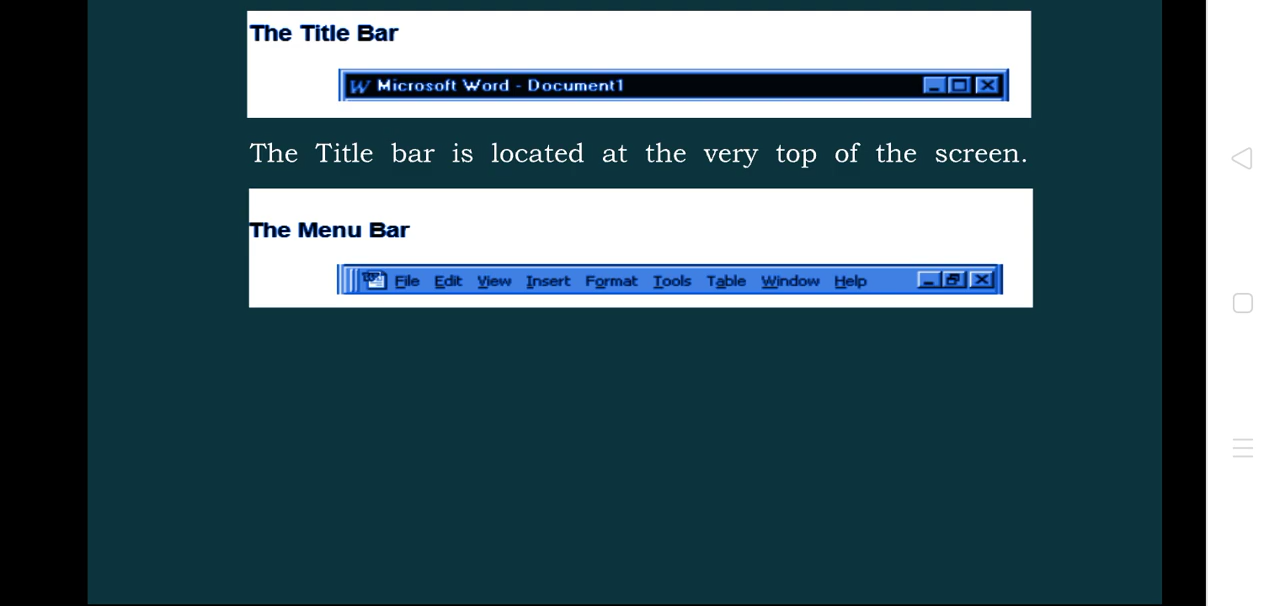 The Title Bar
Microsoft Word - Document1
The Title bar is located at the very top of the screen.
The Menu Bar
File Edit View Insert Format Tools Table Window Help